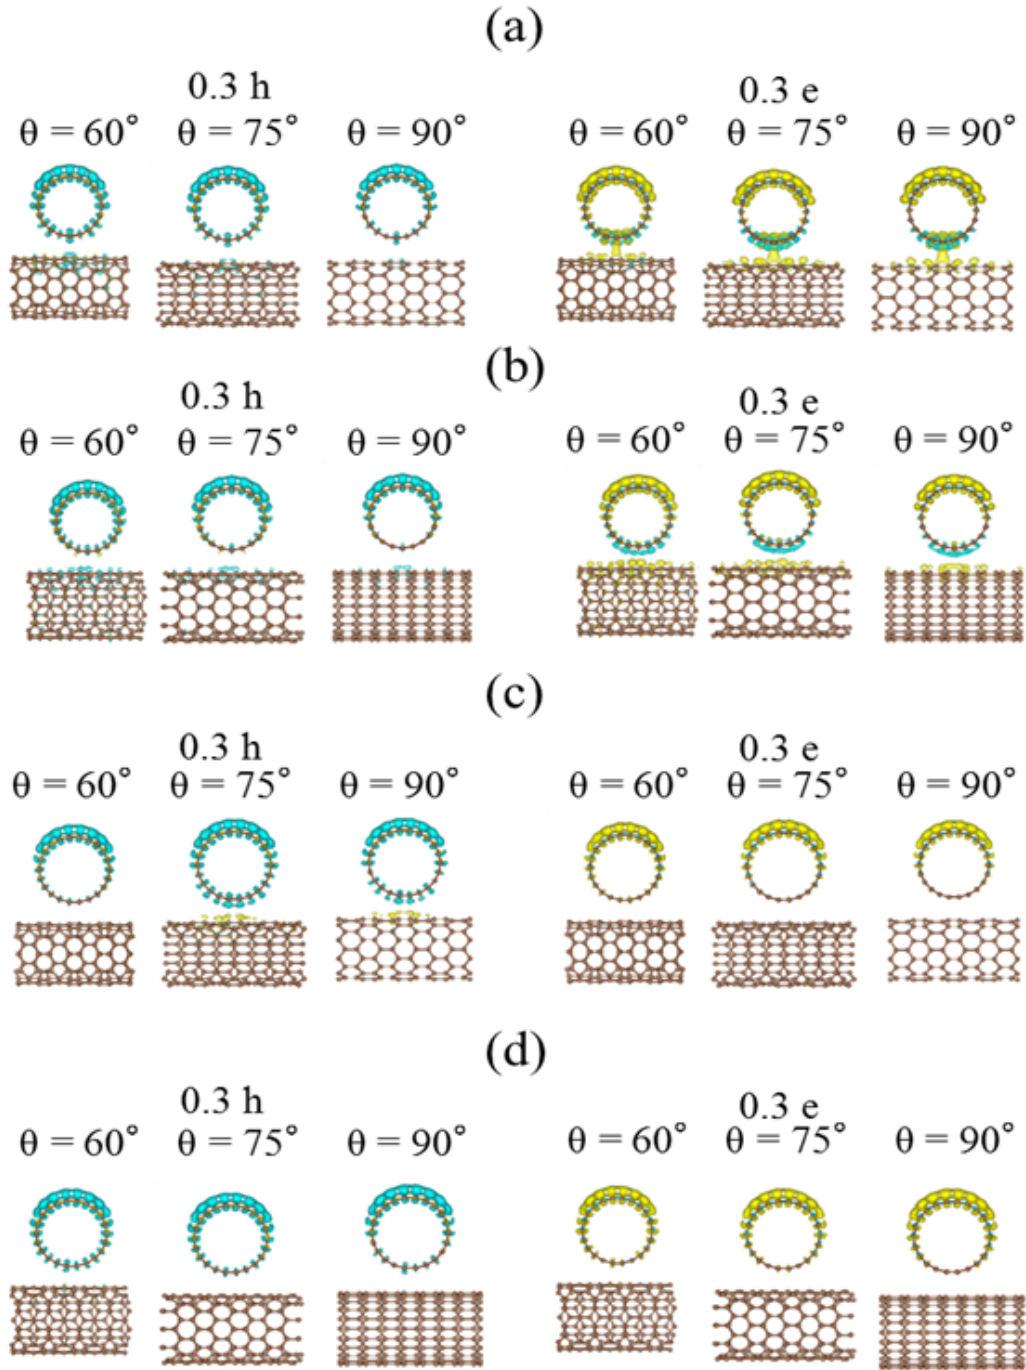 (a)
0.3 h
0.3 e
θ = 60° θ = 75° θ = 90° θ = 60° θ = 75° θ = 90°
(b)
0.3 h
0.3 e
θ = 60° θ = 75° θ = 90° θ = 60° θ = 75° θ = 90°
(c)
0.3 h
0.3 e
θ = 60° θ = 75° θ = 90° θ = 60° θ = 75° θ = 90°
(d)
0.3 h
0.3 e
θ = 60° θ = 75° θ = 90° θ = 60° θ = 75° θ = 90°